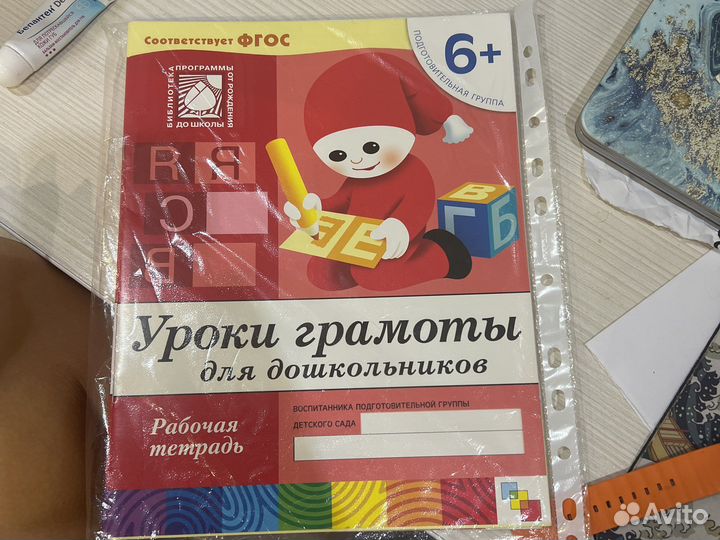 Бепантен
Соответствует ФГОС
6+
ПОДГОТОВИТЕЛЬНАЯ ГРУППА
БИБЛИОТЕКА
ПРОГРАММЫ
ОТ РОЖДЕНИЯ
ДО ШКОЛЫ
Я Я
С
Я
Э Е
В
Г Б
Уроки грамоты
для дошкольников
Рабочая
тетрадь
ВОСПИТАННИКА ПОДГОТОВИТЕЛЬНОЙ ГРУППЫ
ДЕТСКОГО САДА
Avito